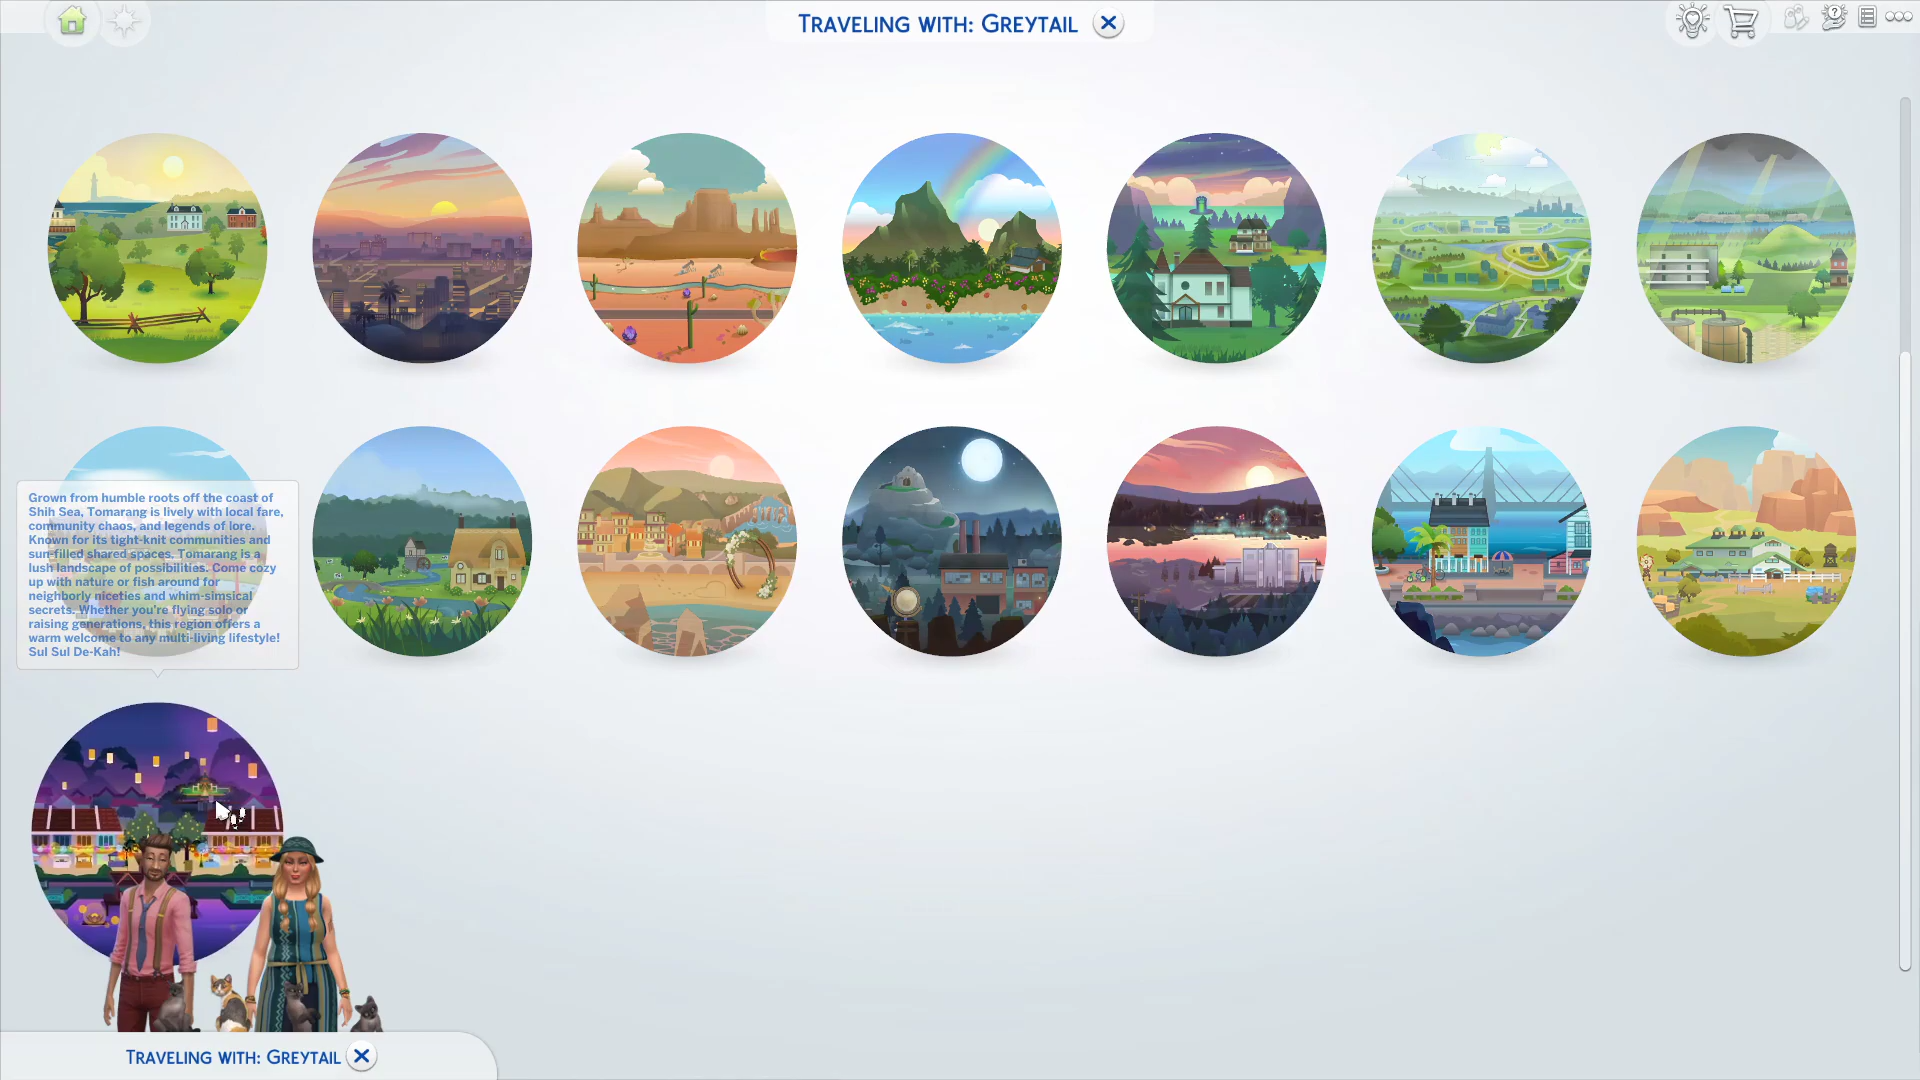 TRAVELING WITH: GREYTAIL
Grown from humble roots off the coast of
Shih Sea, Tomarang is lively with local fare,
community chaos, and legends of lore.
Known for its tight-knit communities and
sun-filled shared spaces, Tomarang is a
lush landscape of possibilities. Come cozy
up with nature or fish around for
neighborly niceties and whim-simsical
secrets. Whether you're flying solo or
raising generations, this region offers a
warm welcome to any multi-living lifestyle!
Sul Sul De-Kah!
TRAVELING WITH: GREYTAIL